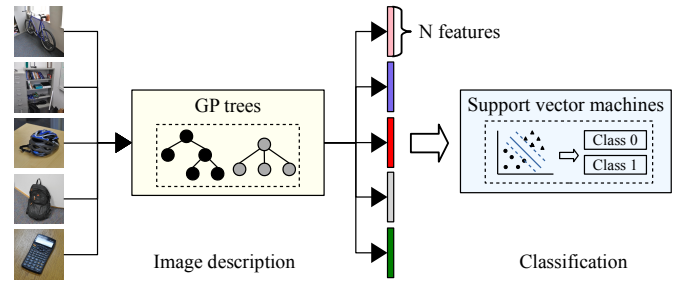 N features
GP trees
Support vector machines
Class 0
Class 1
Image description
Classification